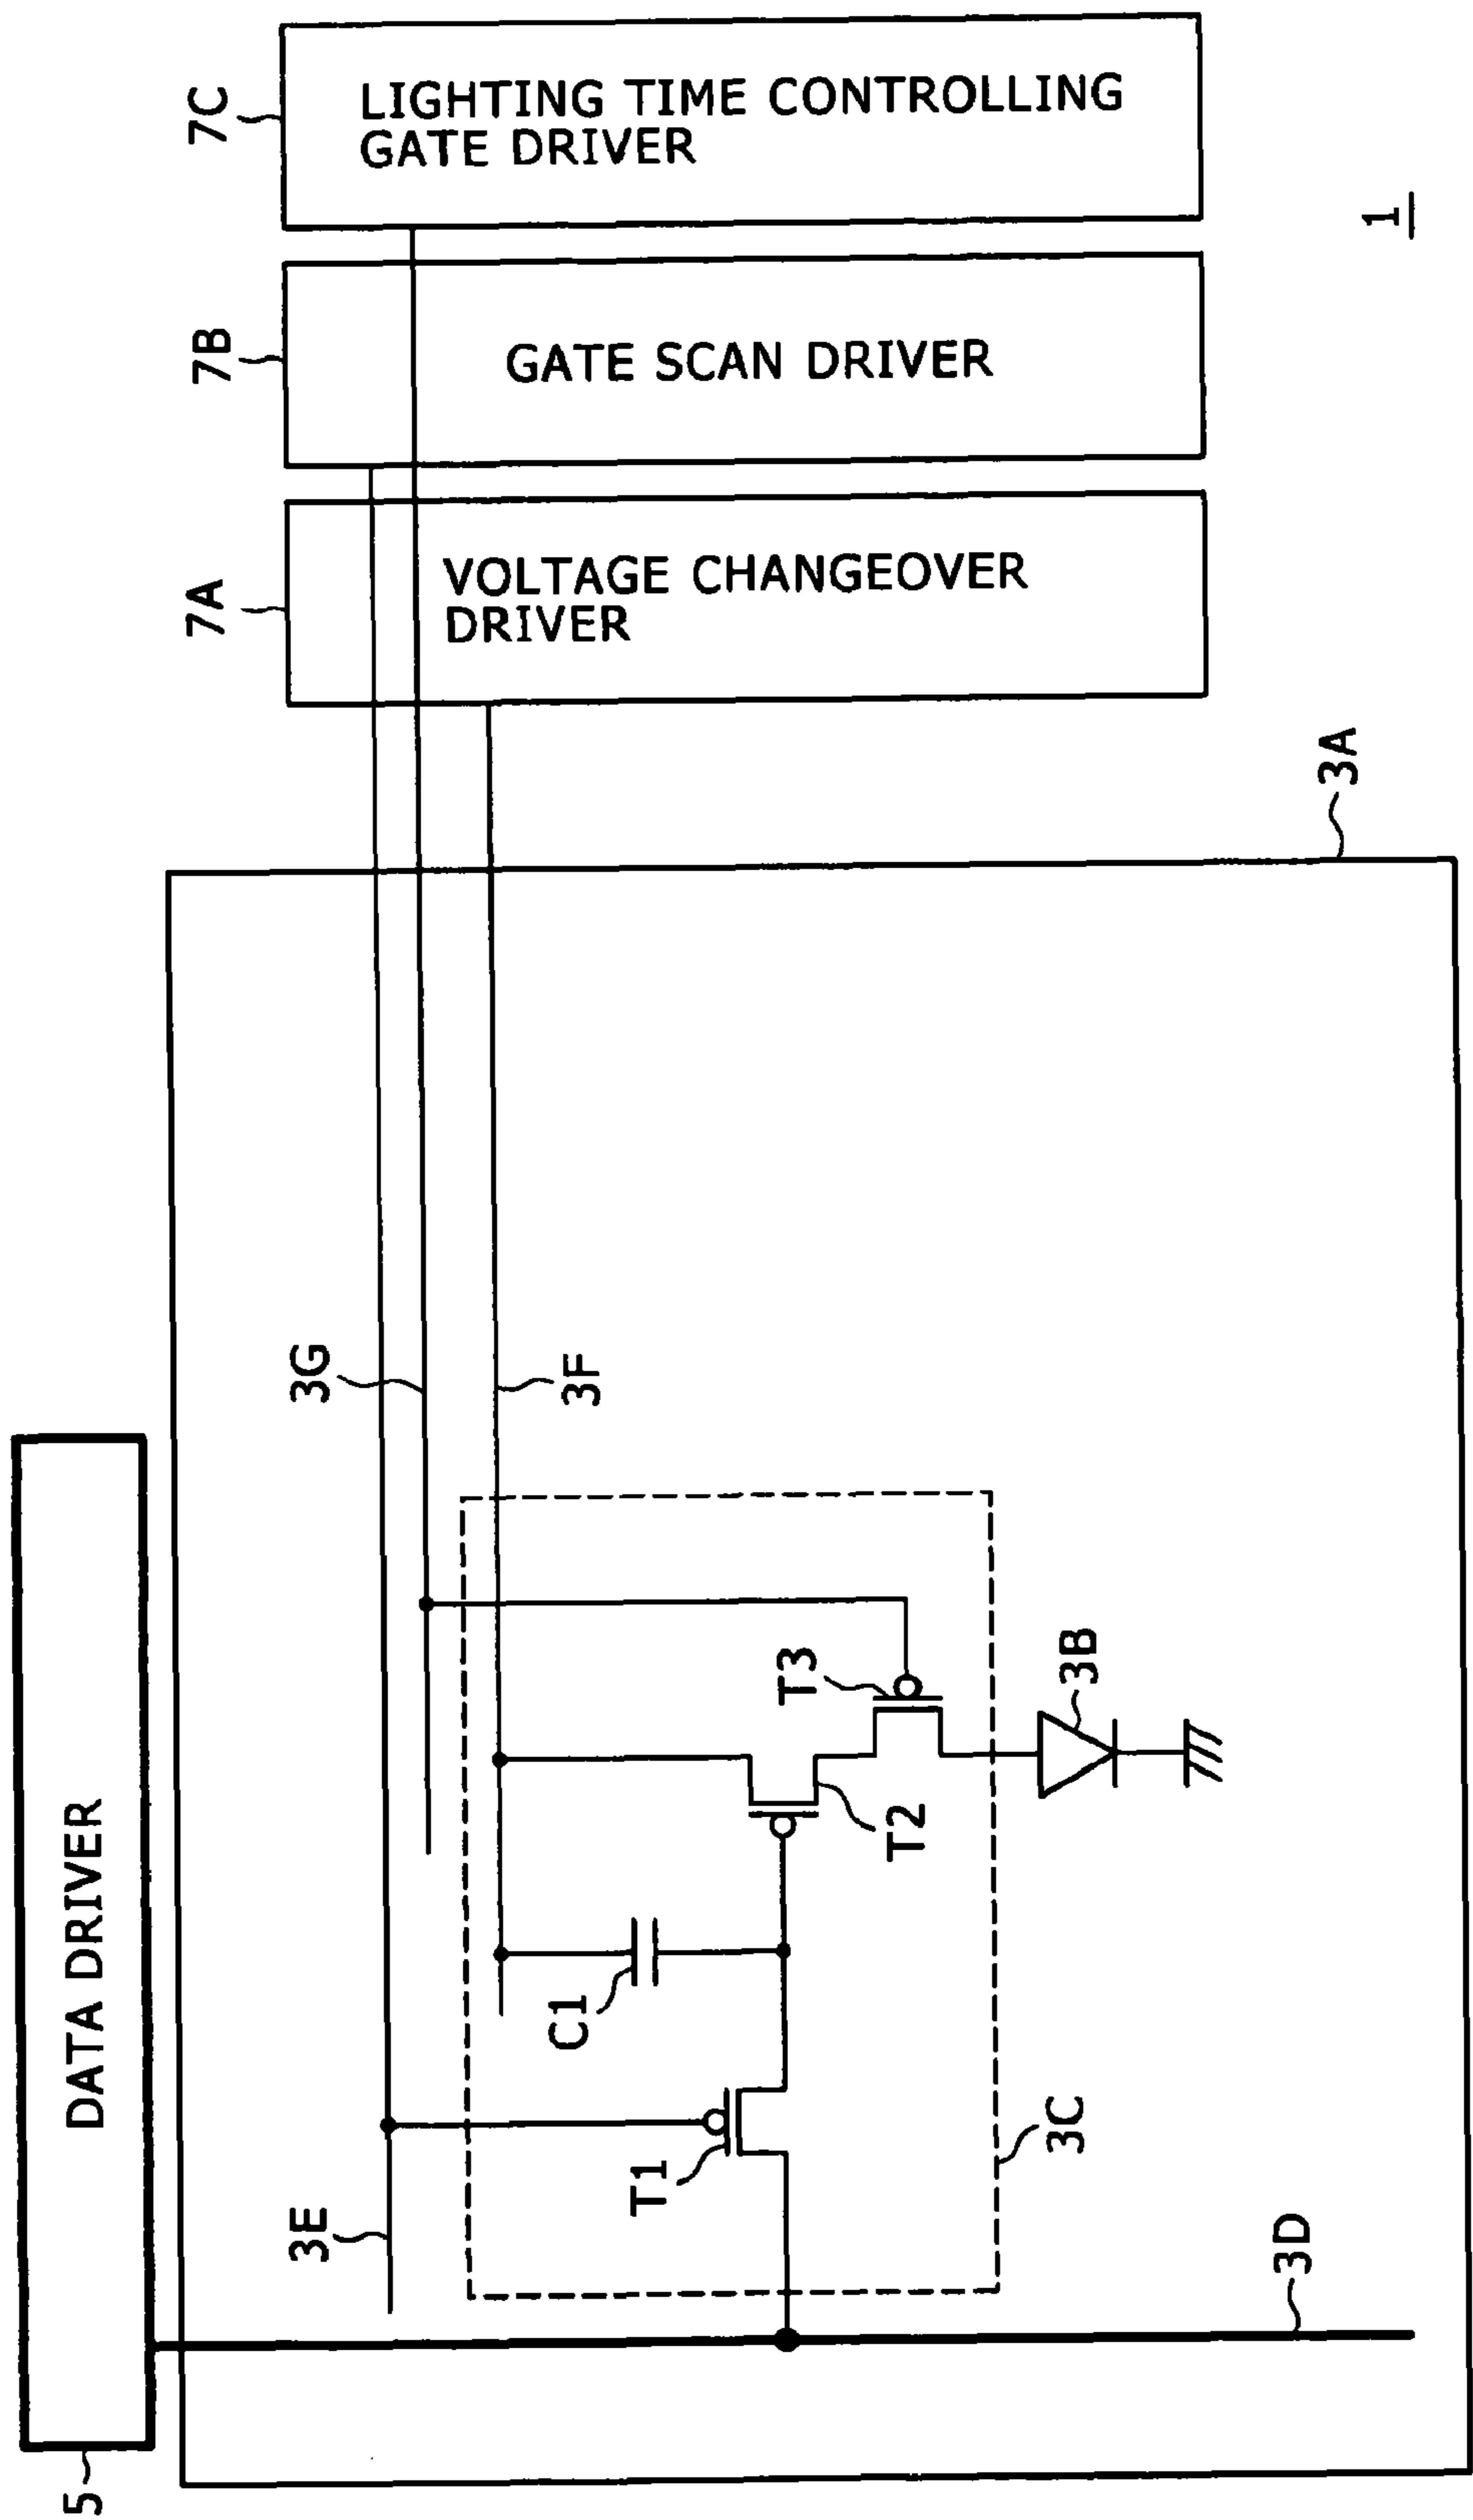 5
DATA DRIVER
3E
3G
3F
T1
C1
T2
T3
3C
3B
3D
3A
7A
VOLTAGE CHANGEOVER
DRIVER
7B
GATE SCAN DRIVER
7C
LIGHTING TIME CONTROLLING
GATE DRIVER
1